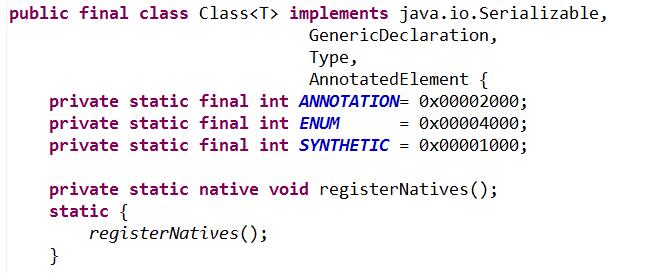 public final class Class<T> implements java.io.Serializable,
                              GenericDeclaration,
                              Type,
                              AnnotatedElement {
    private static final int ANNOTATION= 0x00002000;
    private static final int ENUM      = 0x00004000;
    private static final int SYNTHETIC = 0x00001000;

    private static native void registerNatives();
    static {
        registerNatives();
    }